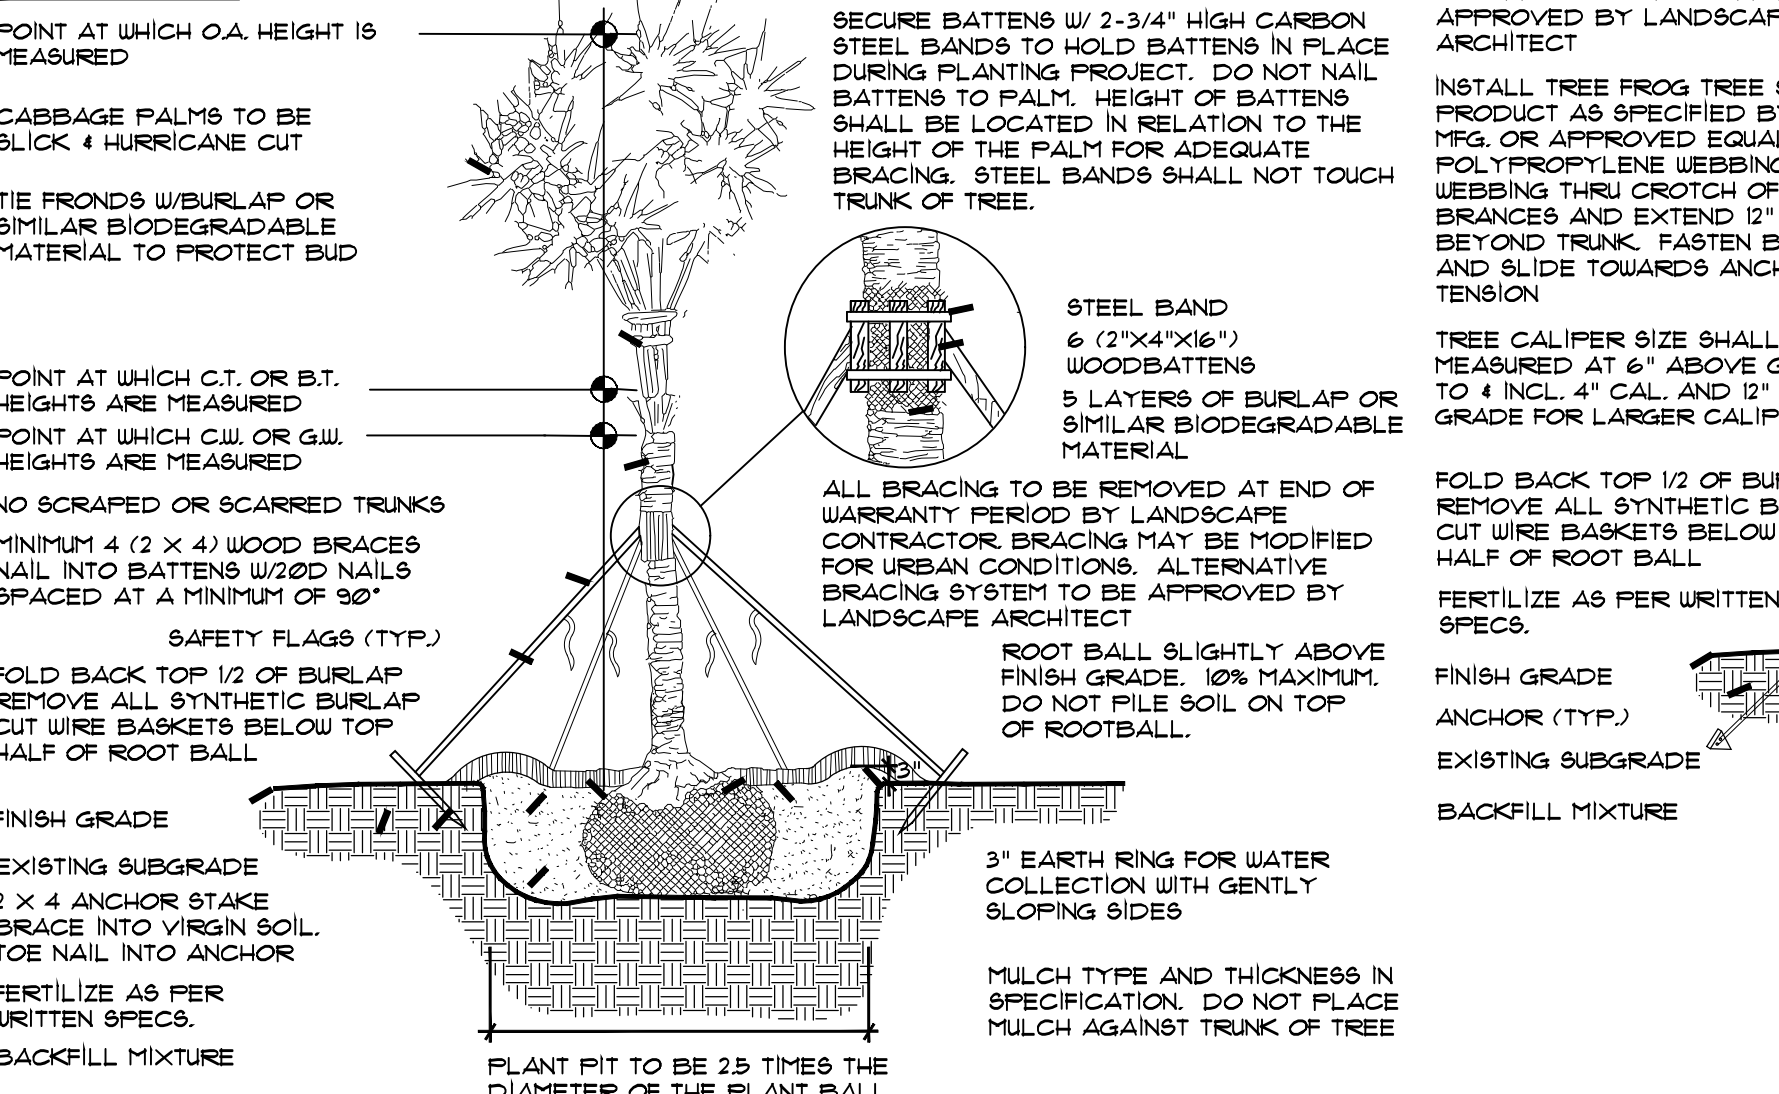 POINT AT WHICH O.A. HEIGHT IS
MEASURED
CABBAGE PALMS TO BE
SLICK & HURRICANE CUT
TIE FRONDS W/BURLAP OR
SIMILAR BIODEGRADABLE
MATERIAL TO PROTECT BUD
POINT AT WHICH C.T. OR B.T.
HEIGHTS ARE MEASURED
POINT AT WHICH C.W. OR G.W.
HEIGHTS ARE MEASURED
NO SCRAPED OR SCARRED TRUNKS
MINIMUM 4 (2 X 4) WOOD BRACES
NAIL INTO BATTENS W/20D NAILS
SPACED AT A MINIMUM OF 90°
SAFETY FLAGS (TYP.)
FOLD BACK TOP 1/2 OF BURLAP
REMOVE ALL SYNTHETIC BURLAP
CUT WIRE BASKETS BELOW TOP
HALF OF ROOT BALL
FINISH GRADE
EXISTING SUBGRADE
2 X 4 ANCHOR STAKE
BRACE INTO VIRGIN SOIL.
TOE NAIL INTO ANCHOR
FERTILIZE AS PER
WRITTEN SPECS.
BACKFILL MIXTURE
SECURE BATTENS W/ 2-3/4" HIGH CARBON
STEEL BANDS TO HOLD BATTENS IN PLACE
DURING PLANTING PROJECT. DO NOT NAIL
BATTENS TO PALM. HEIGHT OF BATTENS
SHALL BE LOCATED IN RELATION TO THE
HEIGHT OF THE PALM FOR ADEQUATE
BRACING. STEEL BANDS SHALL NOT TOUCH
TRUNK OF TREE.
STEEL BAND
6 (2"X4"X16")
WOODBATTENS
5 LAYERS OF BURLAP OR
SIMILAR BIODEGRADABLE
MATERIAL
ALL BRACING TO BE REMOVED AT END OF
WARRANTY PERIOD BY LANDSCAPE
CONTRACTOR. BRACING MAY BE MODIFIED
FOR URBAN CONDITIONS. ALTERNATIVE
BRACING SYSTEM TO BE APPROVED BY
LANDSCAPE ARCHITECT
ROOT BALL SLIGHTLY ABOVE
FINISH GRADE. 10% MAXIMUM.
DO NOT PILE SOIL ON TOP
OF ROOTBALL.
3"
3" EARTH RING FOR WATER
COLLECTION WITH GENTLY
SLOPING SIDES
MULCH TYPE AND THICKNESS IN
SPECIFICATION. DO NOT PLACE
MULCH AGAINST TRUNK OF TREE
PLANT PIT TO BE 2.5 TIMES THE
DIAMETER OF THE PLANT BALL
APPROVED BY LANDSCAP
ARCHITECT
INSTALL TREE FROG TREE S
PRODUCT AS SPECIFIED BY
MFG. OR APPROVED EQUAL
POLYPROPYLENE WEBBING
WEBBING THRU CROTCH OF
BRANCES AND EXTEND 12"
BEYOND TRUNK. FASTEN B
AND SLIDE TOWARDS ANCH
TENSION
TREE CALIPER SIZE SHALL
MEASURED AT 6" ABOVE G
TO & INCL. 4" CAL. AND 12"
GRADE FOR LARGER CALIP
FOLD BACK TOP 1/2 OF BUR
REMOVE ALL SYNTHETIC B
CUT WIRE BASKETS BELOW
HALF OF ROOT BALL
FERTILIZE AS PER WRITTEN
SPECS.
FINISH GRADE
ANCHOR (TYP.)
EXISTING SUBGRADE
BACKFILL MIXTURE